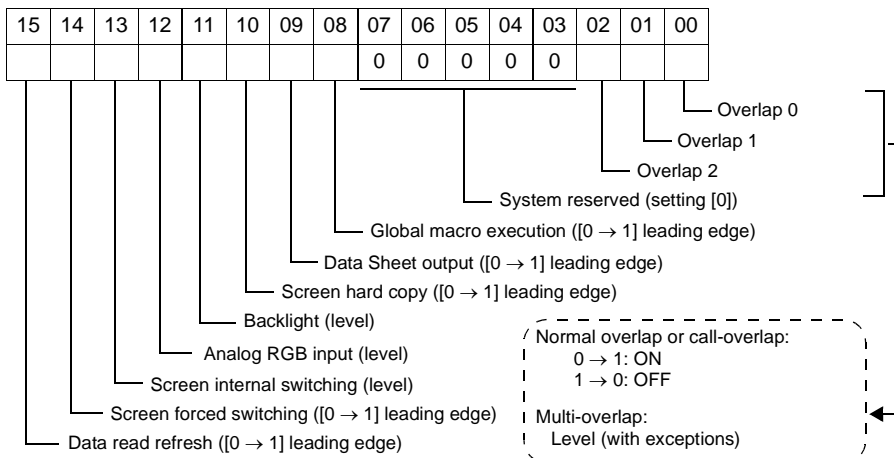 15 14 13 12 11 10 09 08 07 06 05 04 03 02 01 00
0 0 0 0 0
Overlap 0
Overlap 1
Overlap 2
System reserved (setting [0])
Global macro execution ([0 → 1] leading edge)
Data Sheet output ([0 → 1] leading edge)
Screen hard copy ([0 → 1] leading edge)
Backlight (level)
Analog RGB input (level)
Screen internal switching (level)
Screen forced switching ([0 → 1] leading edge)
Data read refresh ([0 → 1] leading edge)
Normal overlap or call-overlap:
0 → 1: ON
1 → 0: OFF
Multi-overlap:
Level (with exceptions)